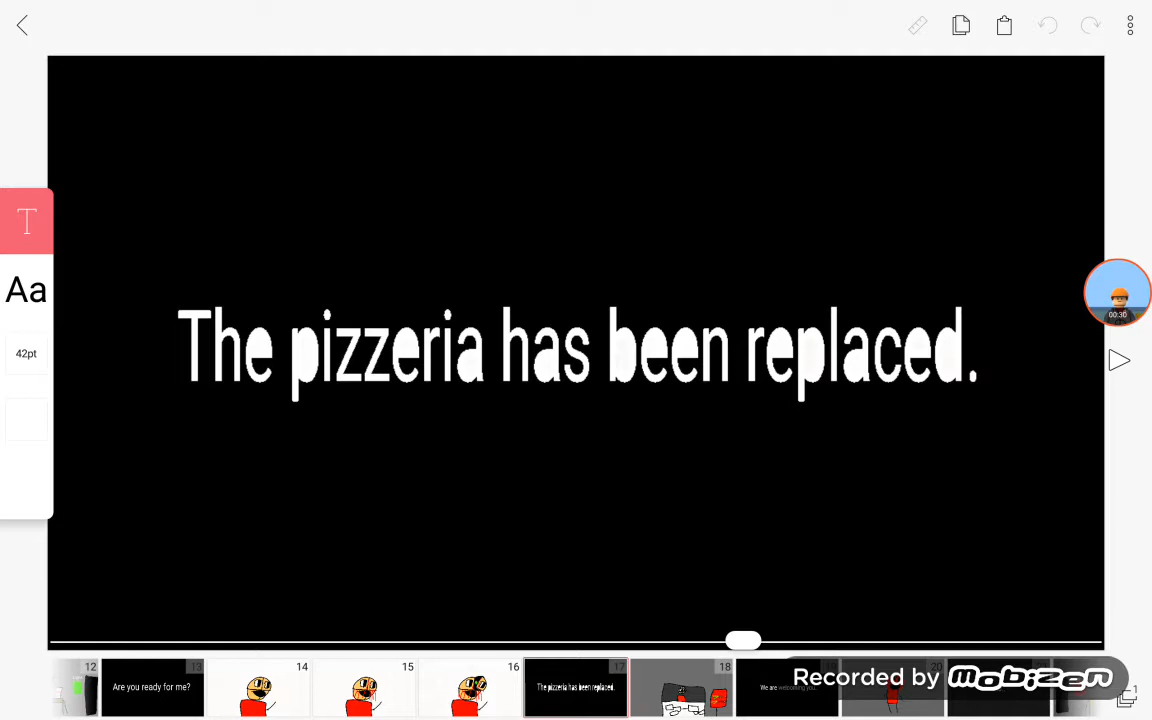 The pizzeria has been replaced.
T
Aa
00:30
42pt
12
13
14
15
16
17
18
20
Are you ready for me?
The pizzeria has been replaced.
We are welcoming you.
Recorded by mobizen
1